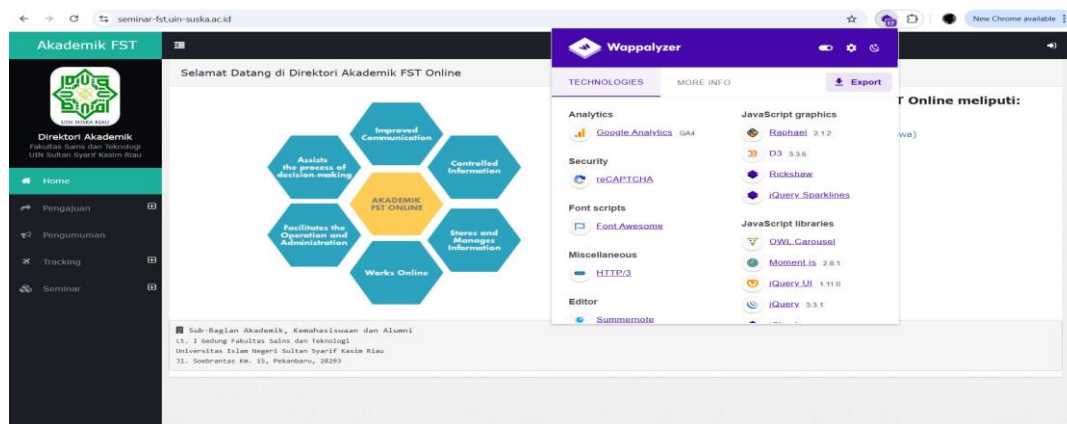 seminar-fst.uin-suska.ac.id
New Chrome available
Akademik FST
UIN SUSKA RIAU
Direktori Akademik
Fakultas Sains dan Teknologi
UIN Sultan Syarif Kasim Riau
Home
Pengajuan
Pengumuman
Tracking
Seminar
Selamat Datang di Direktori Akademik FST Online
Improved
Communication
Assists
the process of
decision-making
Controlled
Information
AKADEMIK
FST ONLINE
Facilitates the
Operation and
Administration
Stores and
Manages
Information
Works Online
Wappalyzer
TECHNOLOGIES
MORE INFO
Export
Analytics
Google Analytics GA4
Security
reCAPTCHA
Font scripts
Font Awesome
Miscellaneous
HTTP/3
Editor
Summernote
JavaScript graphics
Raphael 2.1.2
D3 3.3.6
Rickshaw
jQuery Sparklines
JavaScript libraries
OWL Carousel
Moment.js 2.8.1
jQuery UI 1.11.0
jQuery 3.3.1
T Online meliputi:
wa)
Sub-Bagian Akademik, Kemahasiswaan dan Alumni
Lt. 1 Gedung Fakultas Sains dan Teknologi
Universitas Islam Negeri Sultan Syarif Kasim Riau
Jl. Soebrantas Km. 15, Pekanbaru, 28293